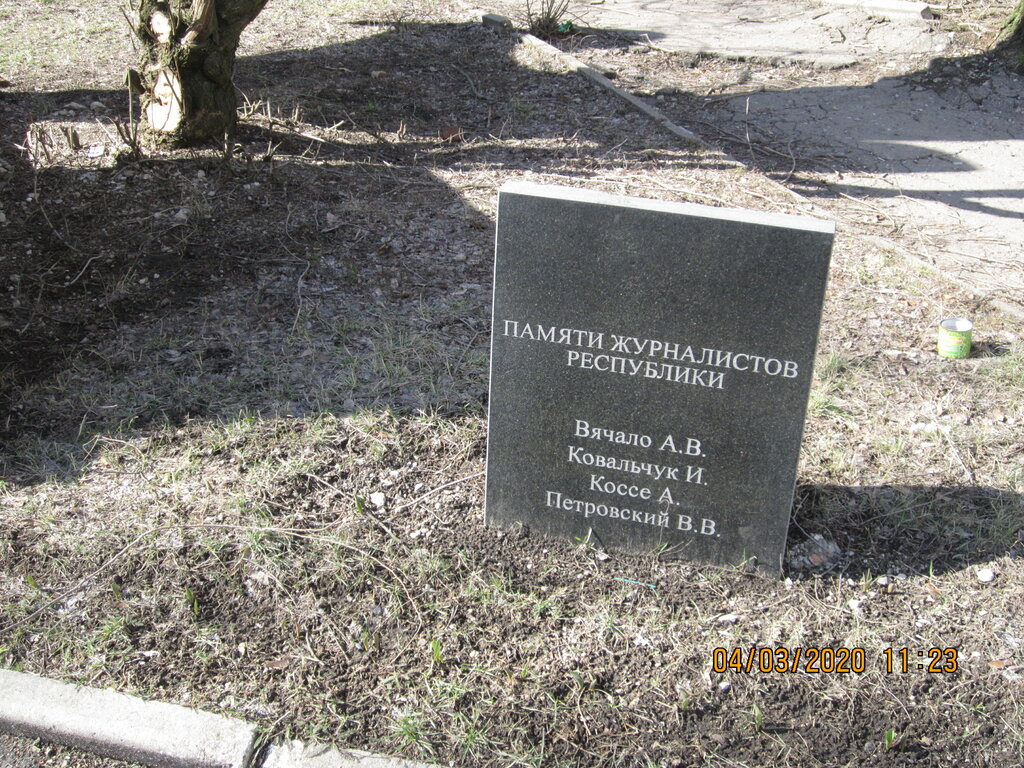 ПАМЯТИ ЖУРНАЛИСТОВ
РЕСПУБЛИКИ
Вячало А.В.
Ковальчук И.
Коссе А.
Петровский В.В.
04/03/2020 11:23